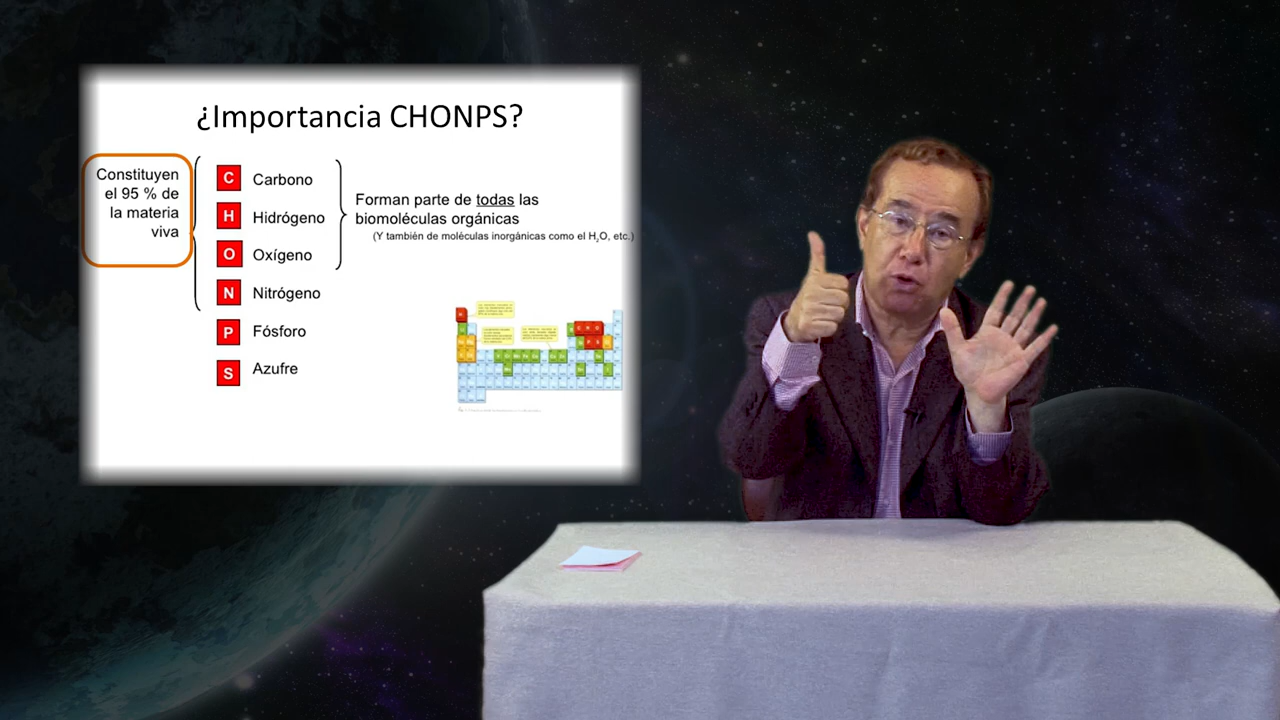 ¿Importancia CHONPS?
Constituyen
el 95 % de
la materia
viva
C Carbono
H Hidrógeno
O Oxígeno
N Nitrógeno
P Fósforo
S Azufre
Forman parte de todas las
biomoléculas orgánicas
(Y también de moléculas inorgánicas como el H₂O, etc.)